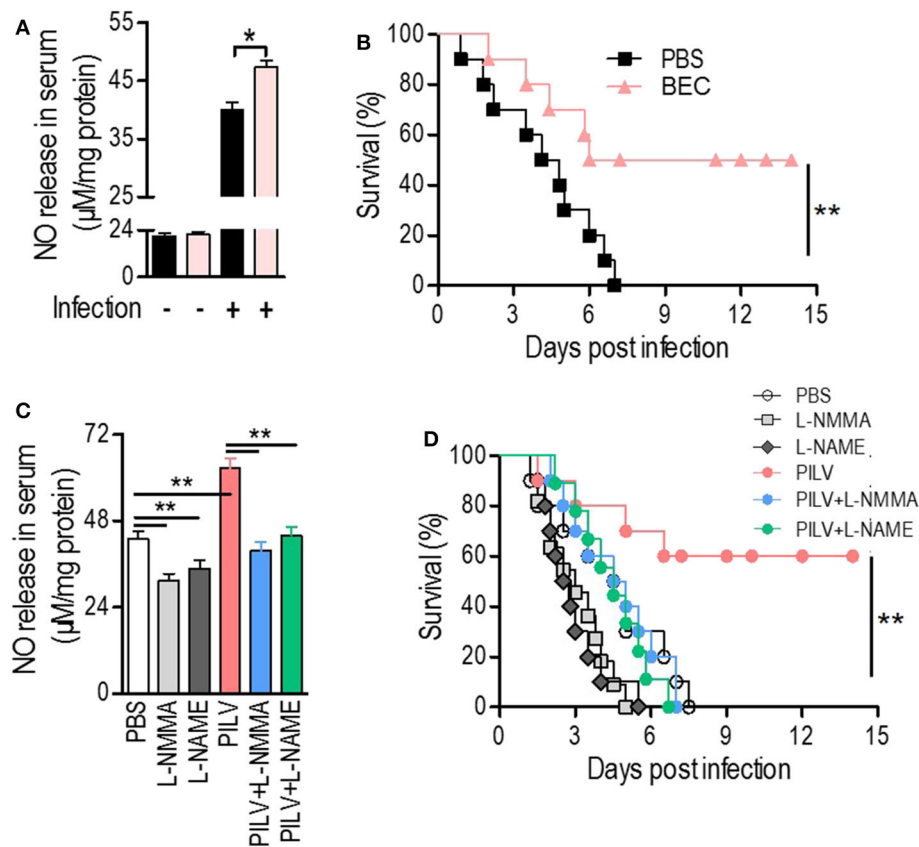 A
NO release in serum
(µM/mg protein)
55
45
35
25
24
0
*
Infection - - + +
B
Survival (%)
100
80
60
40
20
0
PBS
BEC
**
0 3 6 9 12 15
Days post infection
C
NO release in serum
(µM/mg protein)
72
48
24
0
**
**
**
**
PBS
L-NMMA
L-NAME
PILV
PILV+L-NMMA
PILV+L-NAME
D
PBS
L-NMMA
L-NAME
PILV
PILV+L-NMMA
PILV+L-NAME
Survival (%)
100
80
60
40
20
0
**
0 3 6 9 12 15
Days post infection